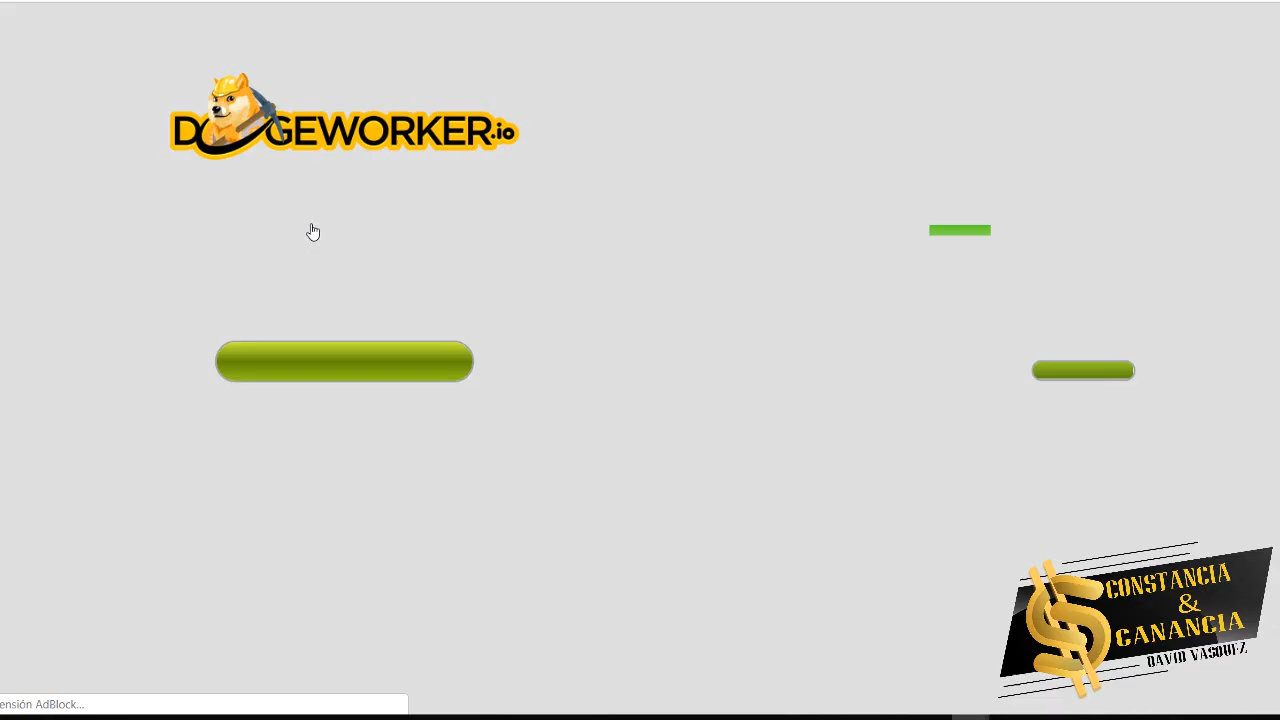 DOGEWORKER.io
CONSTANCIA
&
GANANCIA
DAVID VASQUEZ
ensión AdBlock...